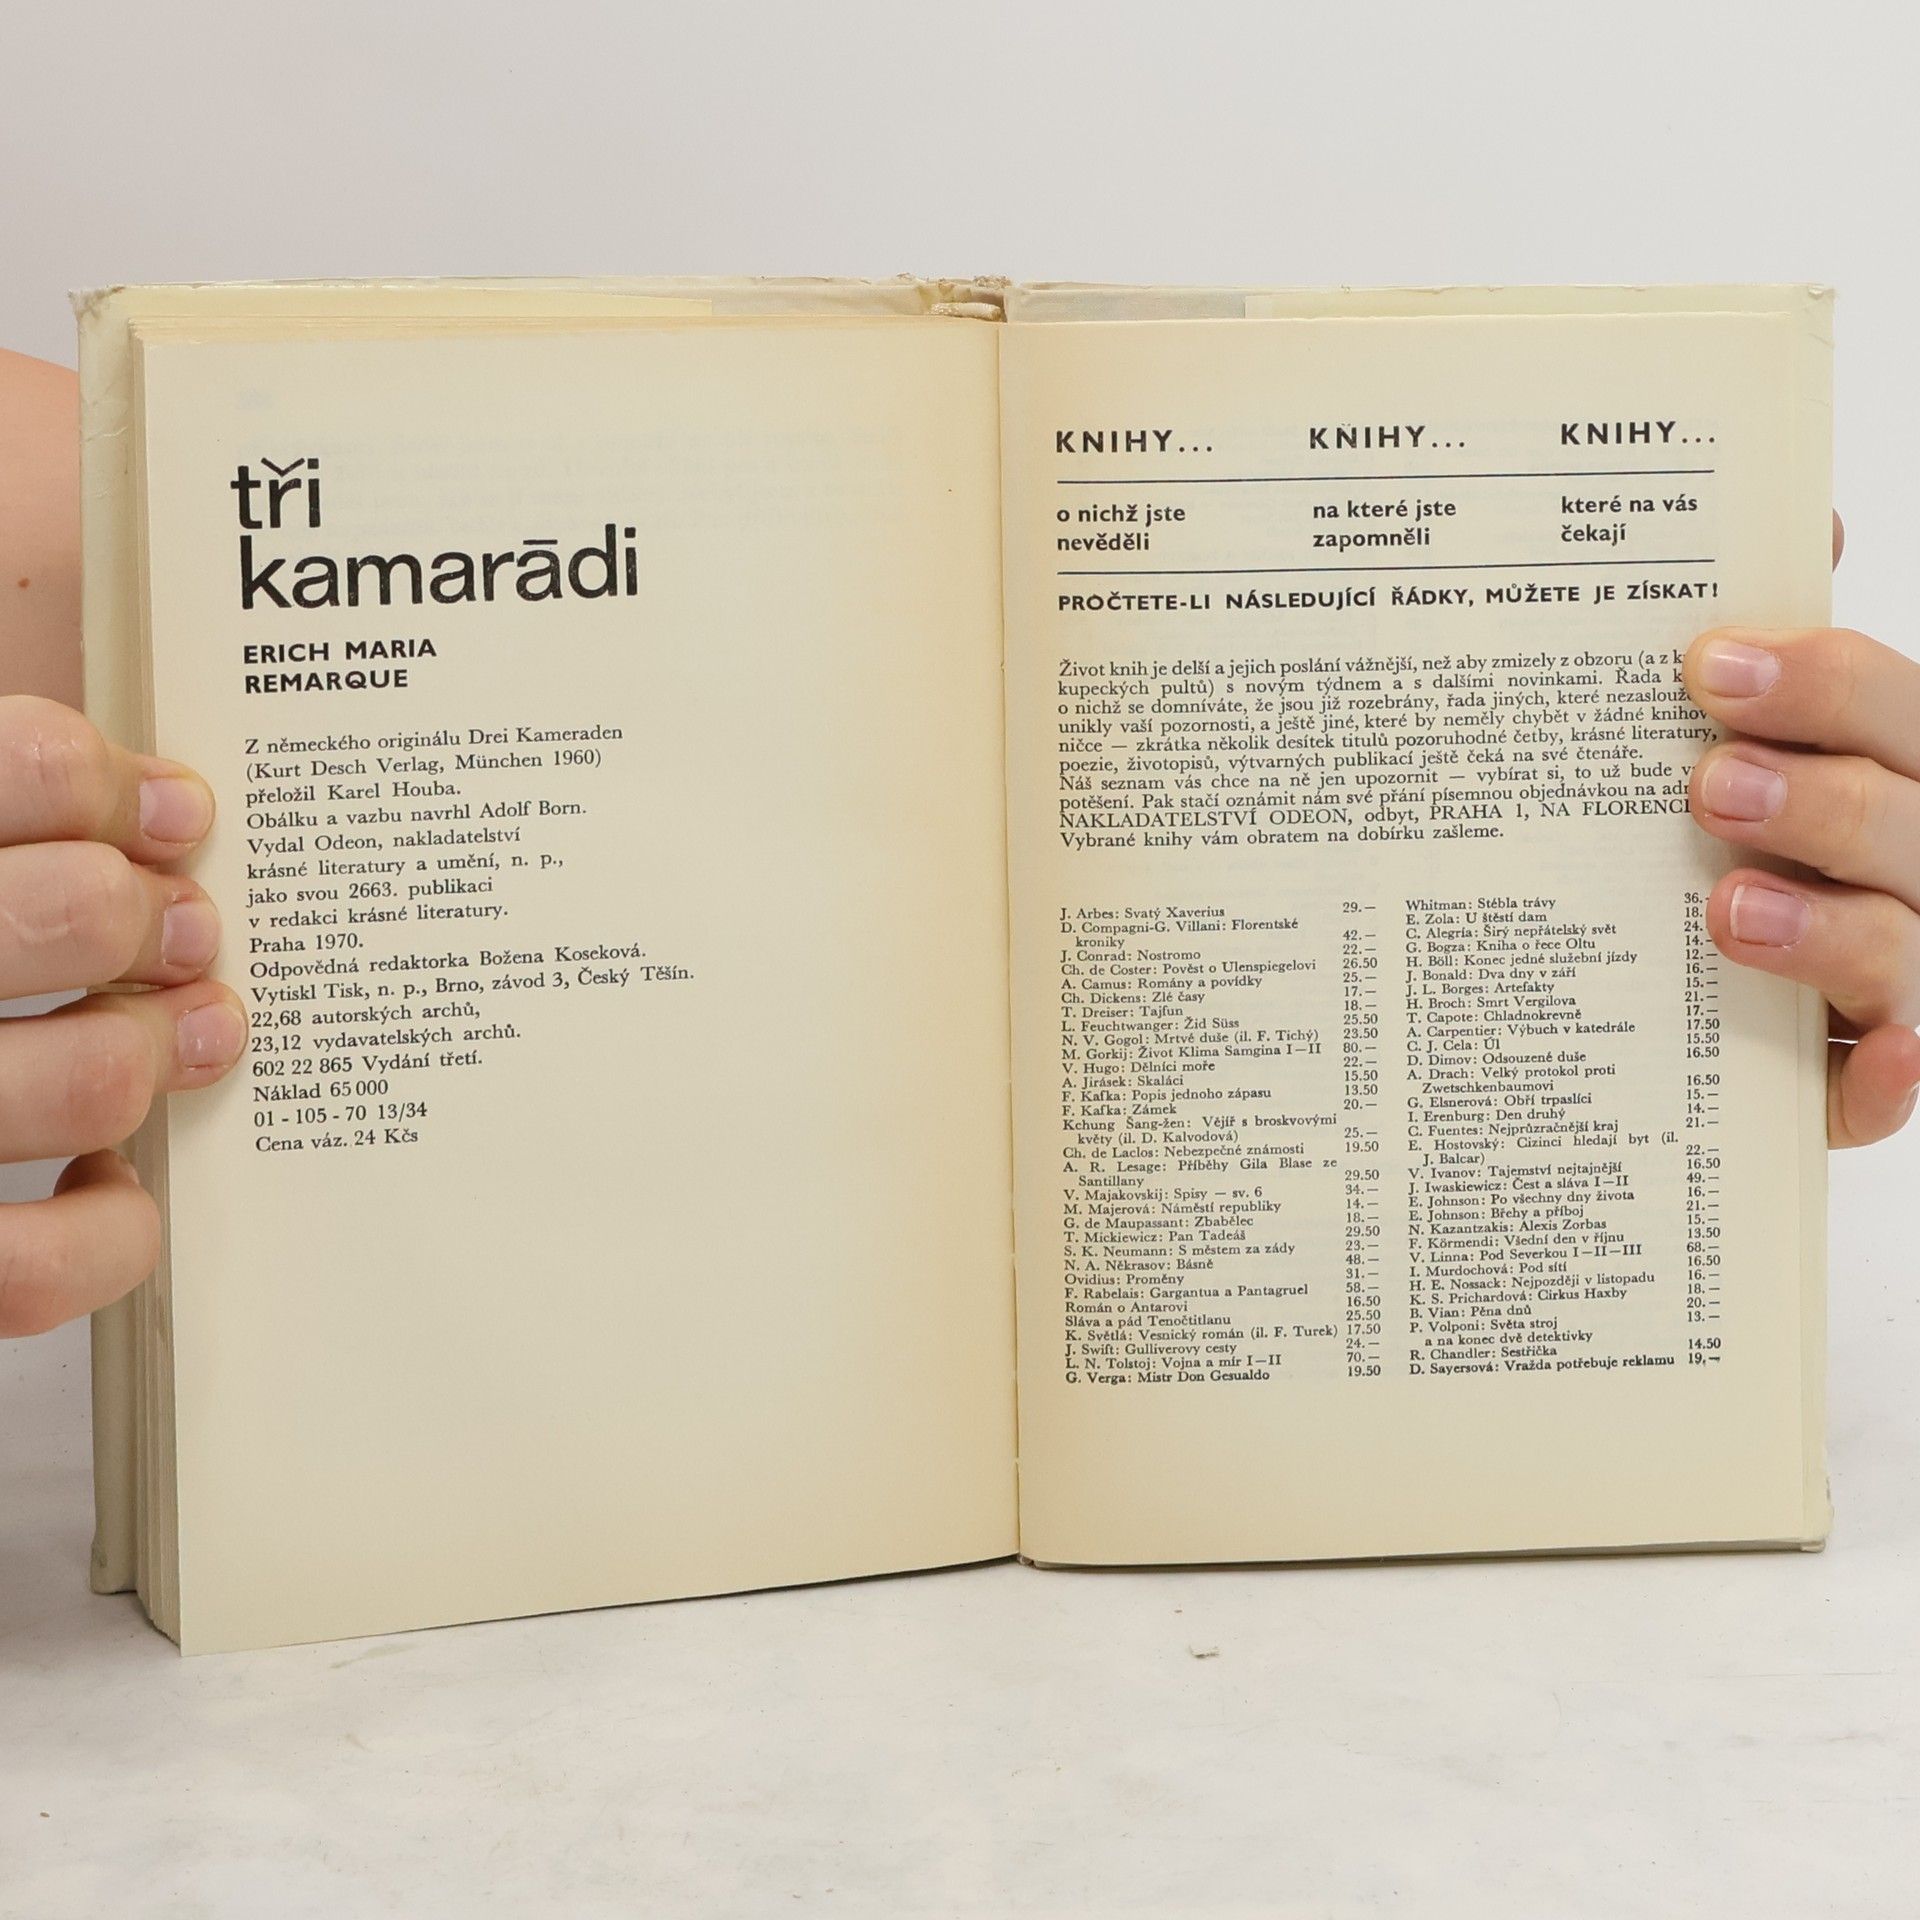 tři
kamarādi
ERICH MARIA
REMARQUE
Z německého originálu Drei Kameraden
(Kurt Desch Verlag, München 1960)
přeložil Karel Houba.
Obálku a vazbu navrhl Adolf Born.
Vydal Odeon, nakladatelství
krásné literatury a umění, n. p.,
jako svou 2663. publikaci
v redakci krásné literatury.
Praha 1970.
Odpovědná redaktorka Božena Koseková.
Vytiskl Tisk, n. p., Brno, závod 3, Český Těšín.
22,68 autorských archů,
23,12 vydavatelských archů.
602 22 865 Vydání třetí.
Náklad 65 000
01 - 105 - 70 13/34
Cena váz. 24 Kčs
KNIHY... KNIHY... KNIHY...
o nichž jste na které jste které na vás
nevěděli zapomněli čekají
PROČTETE-LI NÁSLEDUJÍCÍ ŘÁDKY, MŮŽETE JE ZÍSKAT!
Život knih je delší a jejich poslání vážnější, než aby zmizely z obzoru (a z
kupeckých pultů) s novým týdnem a s dalšími novinkami. Řada
o nichž se domníváte, že jsou již rozebrány, řada jiných, které
unikly vaší pozornosti, a ještě jiné, které by neměly chybět v žádné knihov
ničce — zkrátka několik desítek titulů pozoruhodné četby, krásné literatury,
poezie, životopisů, výtvarných publikací ještě čeká na své čtenáře.
Náš seznam vás chce na ně jen upozornit — vybírat si, to už bude
potěšení. Pak stačí oznámit nám své přání písemnou objednávkou na
NAKLADATELSTVÍ ODEON, odbyt, PRAHA 1, NA FLORENCI
Vybrané knihy vám obratem na dobírku zašleme.
J. Arbes: Svatý Xaverius 29.—
D. Compagni-G. Villani: Florentské
kroniky 42.—
J. Conrad: Nostromo 22.—
Ch. de Coster: Pověst o Ulenspiegelovi 26.50
A. Camus: Romány a povídky 25.—
Ch. Dickens: Zlé časy 17.—
T. Dreiser: Tajfun 18.—
L. Feuchtwanger: Žid Süss 25.50
N. V. Gogol: Mrtvé duše (il. F. Tichý) 23.50
M. Gorkij: Život Klima Samgina I—II 80.—
V. Hugo: Dělníci moře 22.—
A. Jirásek: Skaláci 15.50
F. Kafka: Popis jednoho zápasu 13.50
F. Kafka: Zámek 20.—
Kchung Šang-žen: Vějíř s broskvovými
květy (il. D. Kalvodová) 25.—
Ch. de Laclos: Nebezpečné známosti 19.50
A. R. Lesage: Příběhy Gila Blase ze
Santillany 29.50
V. Majakovskij: Spisy — sv. 6 34.—
M. Majerová: Náměstí republiky 14.—
G. de Maupassant: Zbabělec 18.—
T. Mickiewicz: Pan Tadeáš 29.50
S. K. Neumann: S městem za zády 23.—
N. A. Někrasov: Básně 48.—
Ovidius: Proměny 31.—
F. Rabelais: Gargantua a Pantagruel 58.—
Román o Antarovi 16.50
Sláva a pád Tenočtitlanu 25.50
K. Světlá: Vesnický román (il. F. Turek) 17.50
J. Swift: Gulliverovy cesty 24.—
L. N. Tolstoj: Vojna a mír I—II 70.—
G. Verga: Mistr Don Gesualdo 19.50
Whitman: Stébla trávy 36.—
E. Zola: U štěstí dam 18.
C. Alegría: Širý nepřátelský svět 24.
G. Bogza: Kniha o řece Oltu 14.—
H. Böll: Konec jedné služební jízdy 12.—
J. Bonald: Dva dny v září 16.—
J. L. Borges: Artefakty 15.—
H. Broch: Smrt Vergilova 21.—
T. Capote: Chladnokrevně 17.—
A. Carpentier: Výbuch v katedrále 17.50
C. J. Cela: Úl 15.50
D. Dimov: Odsouzené duše 16.50
A. Drach: Velký protokol proti
Zwetschkenbaumovi 16.50
G. Elsnerová: Obří trpaslíci 15.—
I. Erenburg: Den druhý 14.—
C. Fuentes: Nejprůzračnější kraj 21.—
E. Hostovský: Cizinci hledají byt (il.
J. Balcar) 22.—
V. Ivanov: Tajemství nejtajnější 16.50
J. Iwaskiewicz: Čest a sláva I—II 49.—
E. Johnson: Po všechny dny života 16.—
E. Johnson: Břehy a příboj 21.—
N. Kazantzakis: Alexis Zorbas 15.—
F. Körmendi: Všední den v říjnu 13.50
V. Linna: Pod Severkou I—II—III 68.—
I. Murdochová: Pod sítí 16.50
H. E. Nossack: Nejpozději v listopadu 16.—
K. S. Prichardová: Cirkus Haxby 18.—
B. Vian: Pěna dnů 20.—
P. Volponi: Světa stroj 13.—
a na konec dvě detektivky
R. Chandler: Sestřička 14.50
D. Sayersová: Vražda potřebuje reklamu 19.—